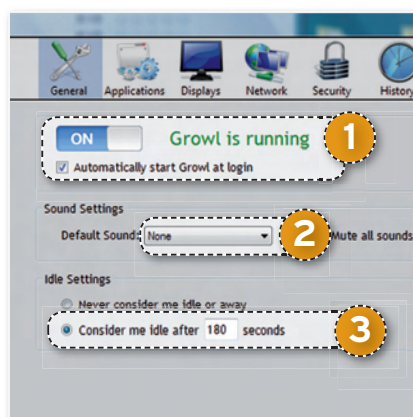 General Applications Displays Network Security History
ON Growl is running 1
Automatically start Growl at login
Sound Settings
Default Sound: None 2 Mute all sounds
Idle Settings
Never consider me idle or away
Consider me idle after 180 seconds 3